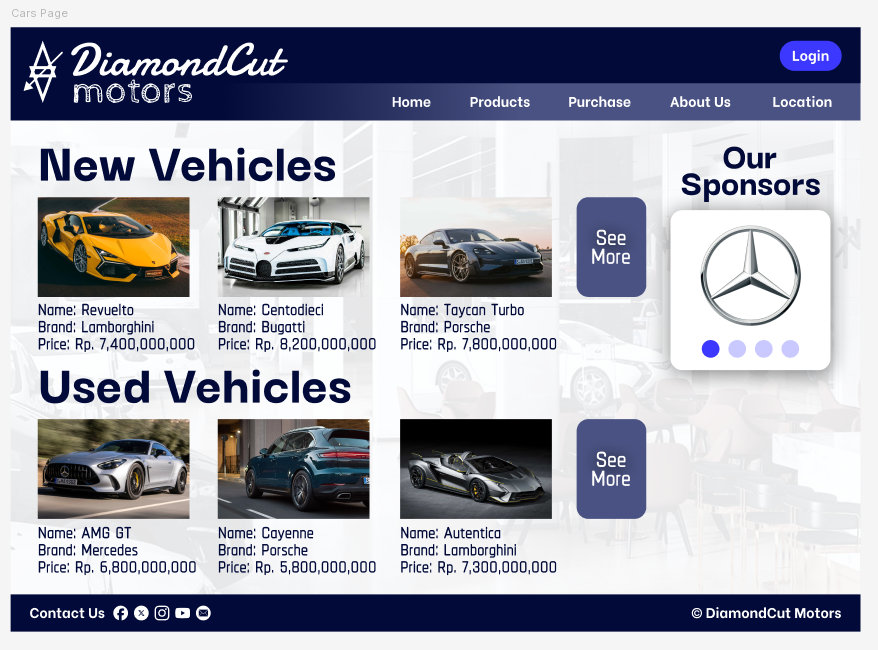 Cars Page
DiamondCut
motors
Login
Home Products Purchase About Us Location
New Vehicles
Name: Revuelto
Brand: Lamborghini
Price: Rp. 7,400,000,000
Name: Centodieci
Brand: Bugatti
Price: Rp. 8,200,000,000
Name: Taycan Turbo
Brand: Porsche
Price: Rp. 7,800,000,000
See
More
Our
Sponsors
Used Vehicles
Name: AMG GT
Brand: Mercedes
Price: Rp. 6,800,000,000
Name: Cayenne
Brand: Porsche
Price: Rp. 5,800,000,000
Name: Autentica
Brand: Lamborghini
Price: Rp. 7,300,000,000
See
More
Contact Us
© DiamondCut Motors